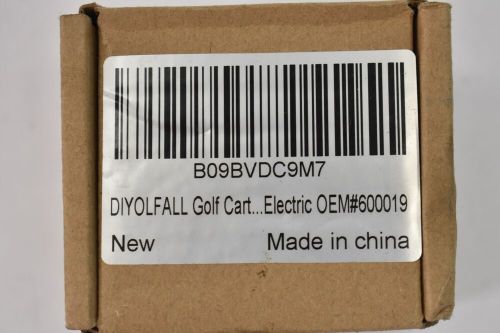 B09BVDC9M7
DIYOLFALL Golf Cart...Electric OEM#600019
New Made in china